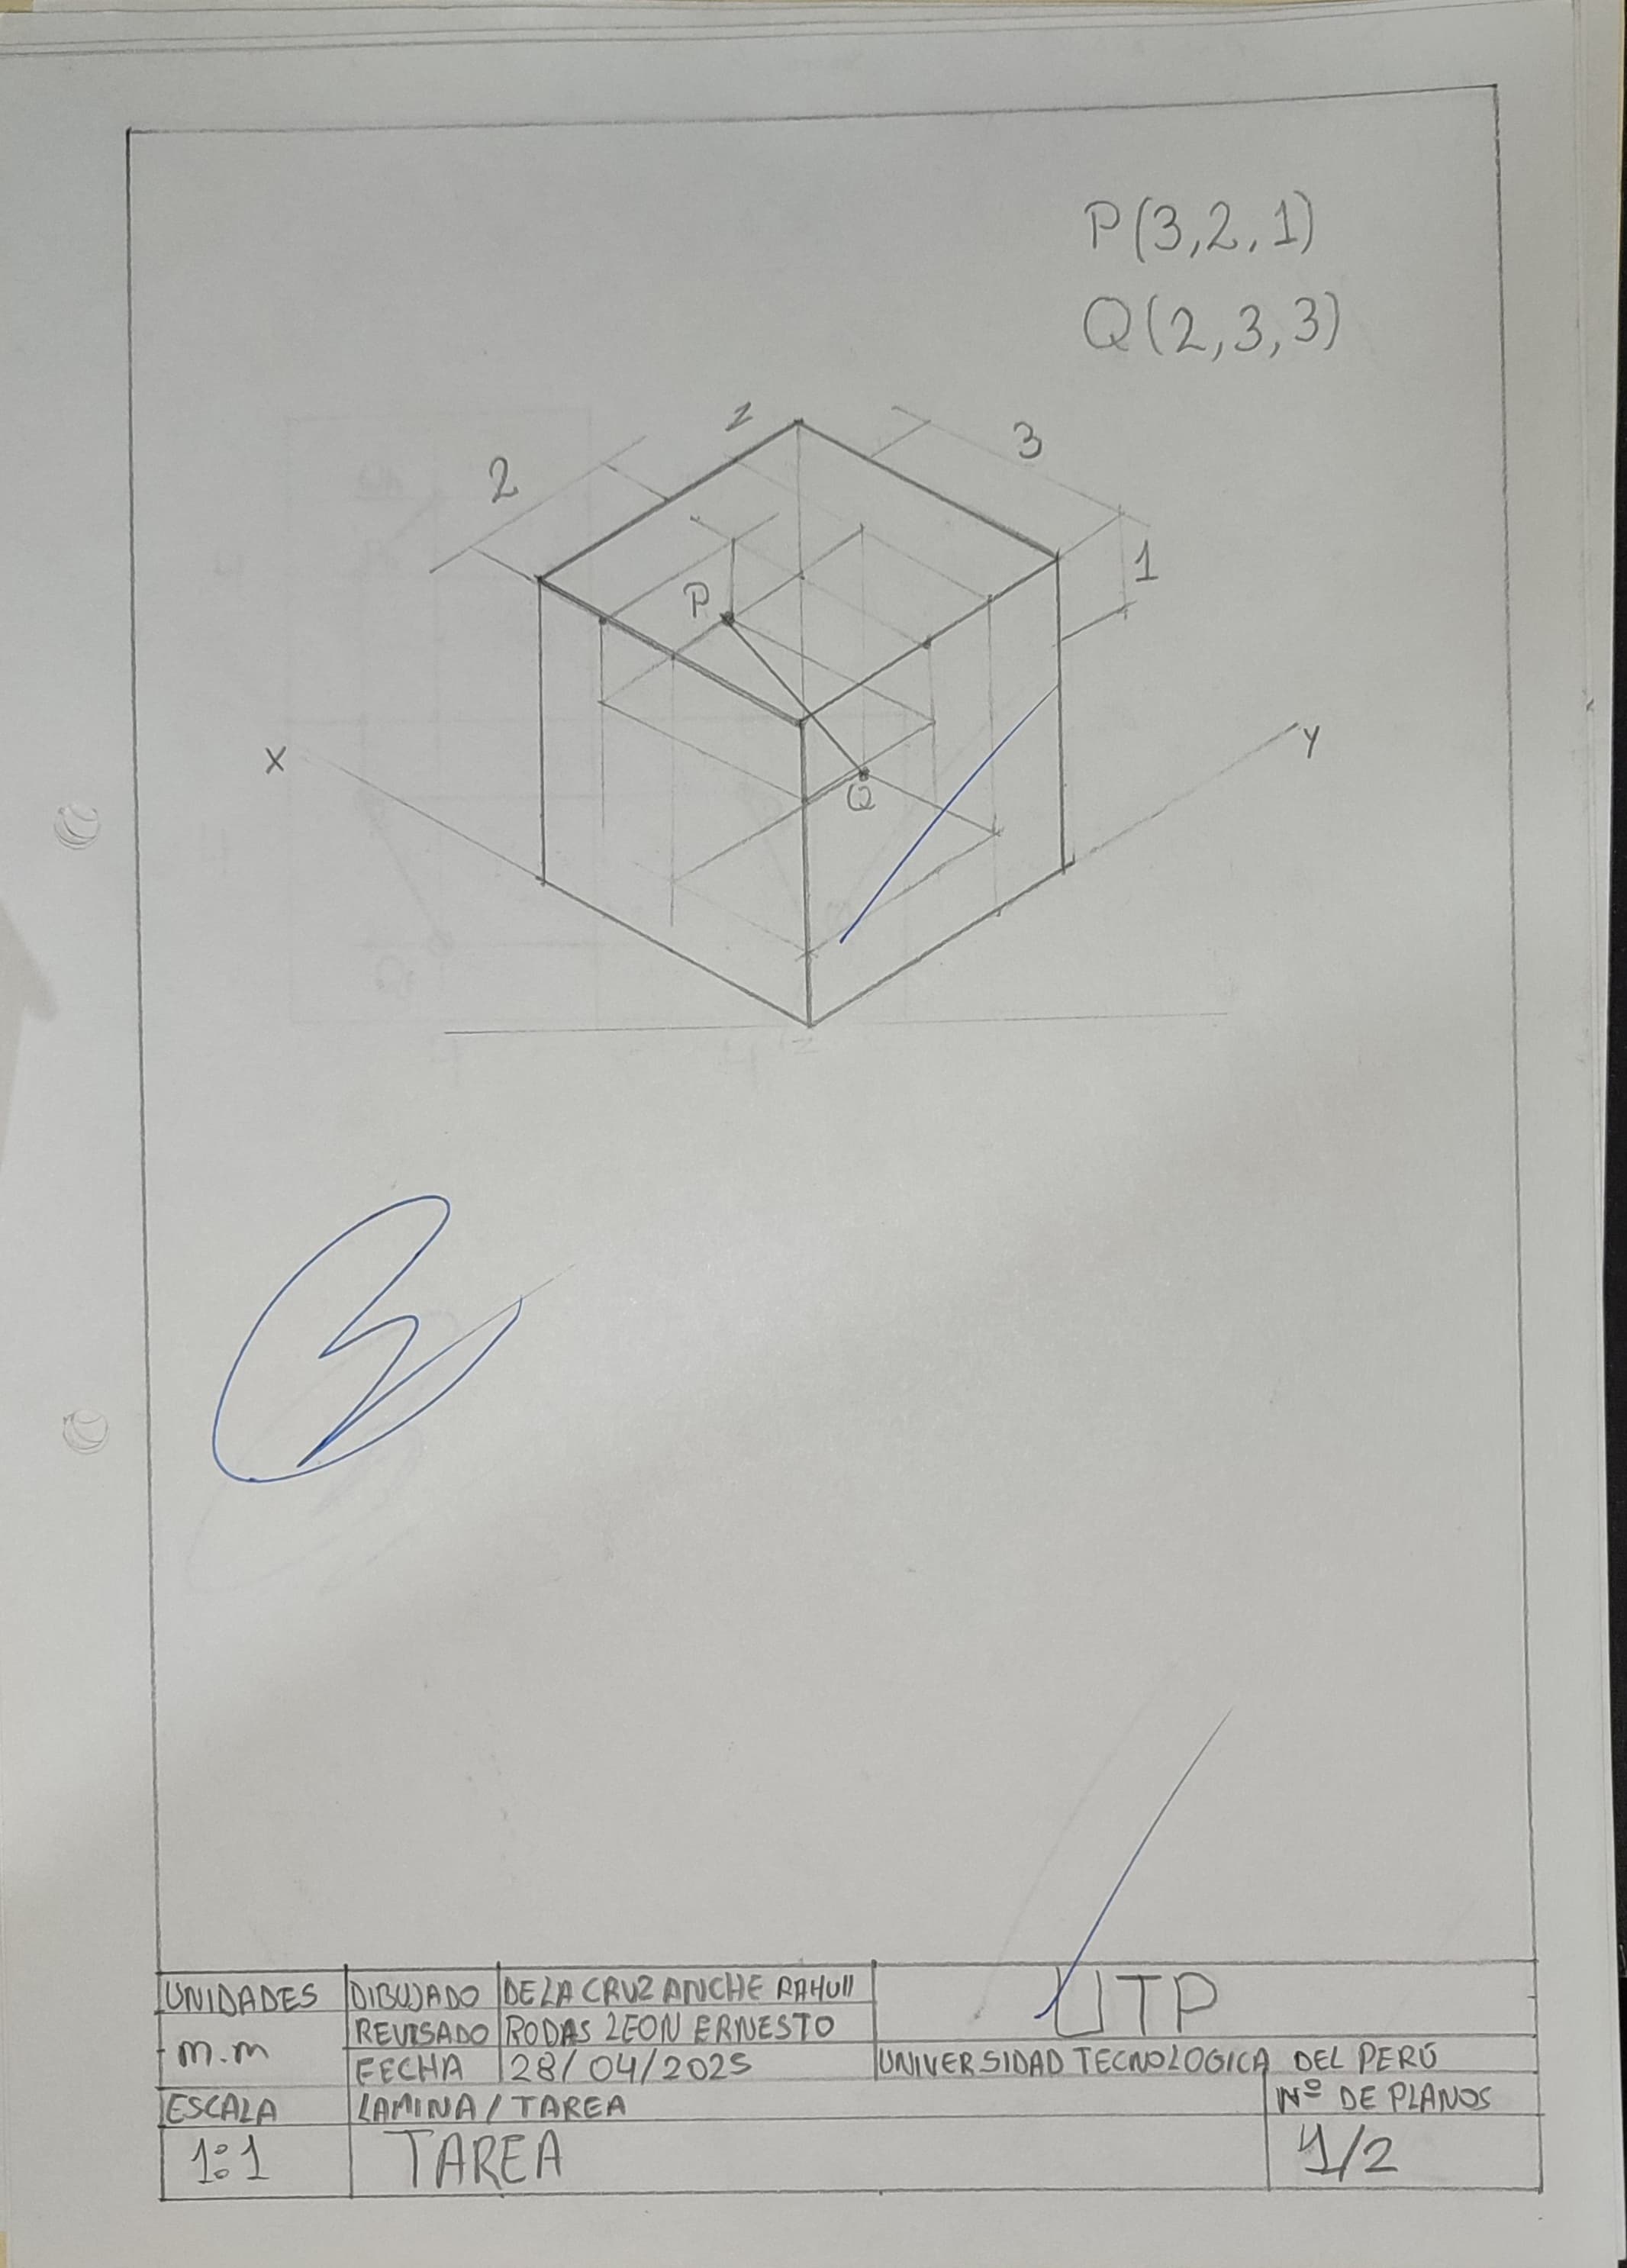 P(3,2,1)
Q(2,3,3)
z
3
2
1
P
X
Y
Q
UNIDADES
m.m
DIBUJADO DE LA CRUZ ANCHE RAHUll
REVISADO RODAS LEON ERNESTO
FECHA 28/04/2025
UTP
UNIVERSIDAD TECNOLOGICA DEL PERÚ
ESCALA
1:1
LAMINA / TAREA
TAREA
Nº DE PLANOS
1/2